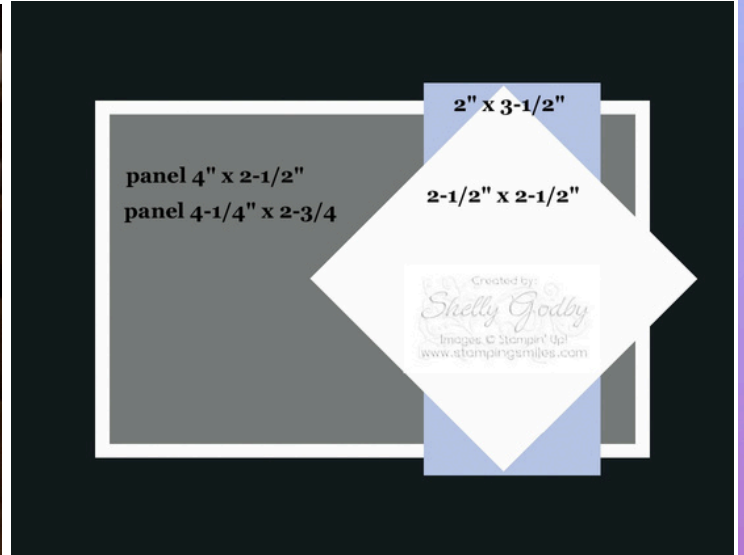 2" x 3-1/2"
panel 4" x 2-1/2"
panel 4-1/4" x 2-3/4
2-1/2" x 2-1/2"
Created by:
Shelly Godby
Images © Stampin' Up!
www.stampingsmiles.com